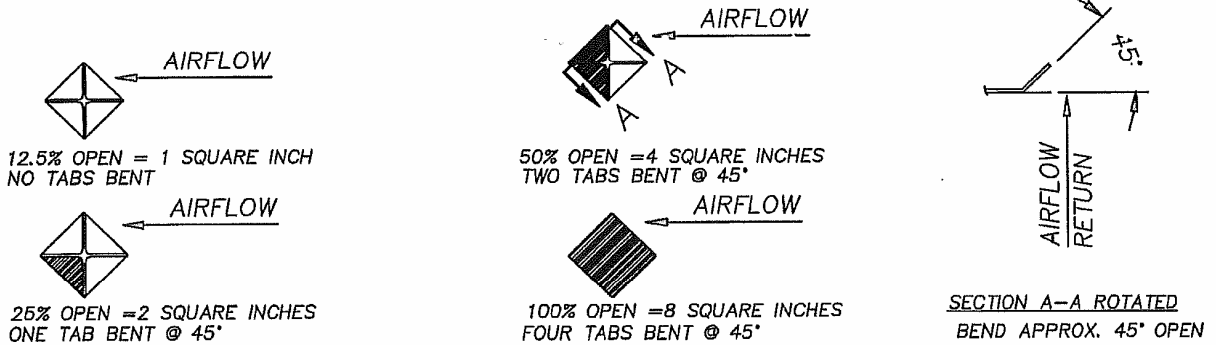 AIRFLOW
12.5% OPEN = 1 SQUARE INCH
NO TABS BENT
AIRFLOW
25% OPEN =2 SQUARE INCHES
ONE TAB BENT @ 45°
AIRFLOW
A
A
50% OPEN =4 SQUARE INCHES
TWO TABS BENT @ 45°
AIRFLOW
100% OPEN =8 SQUARE INCHES
FOUR TABS BENT @ 45°
45°
AIRFLOW
RETURN
SECTION A-A ROTATED
BEND APPROX. 45° OPEN